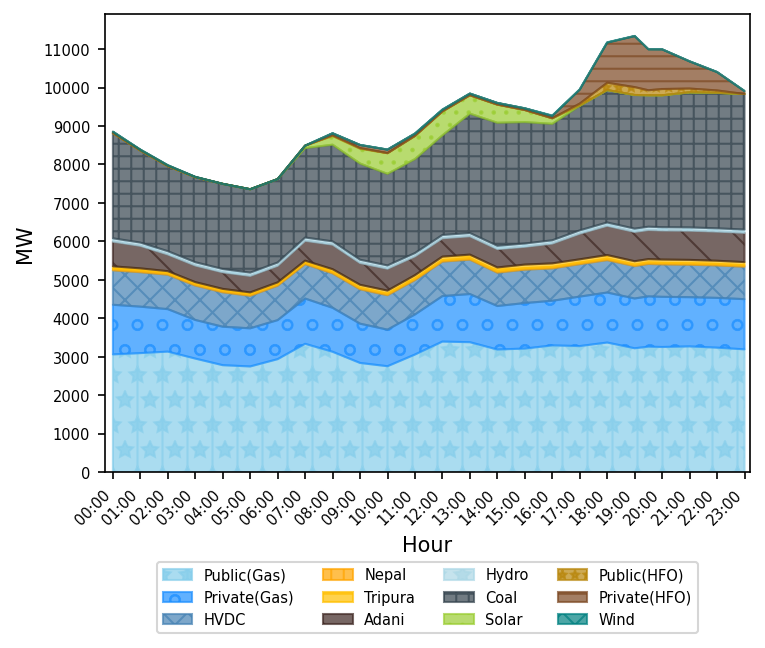 MW
11000
10000
9000
8000
7000
6000
5000
4000
3000
2000
1000
0
00:00 01:00 02:00 03:00 04:00 05:00 06:00 07:00 08:00 09:00 10:00 11:00 12:00 13:00 14:00 15:00 16:00 17:00 18:00 19:00 20:00 21:00 22:00 23:00
Hour
Public(Gas) Nepal Hydro Public(HFO)
Private(Gas) Tripura Coal Private(HFO)
HVDC Adani Solar Wind